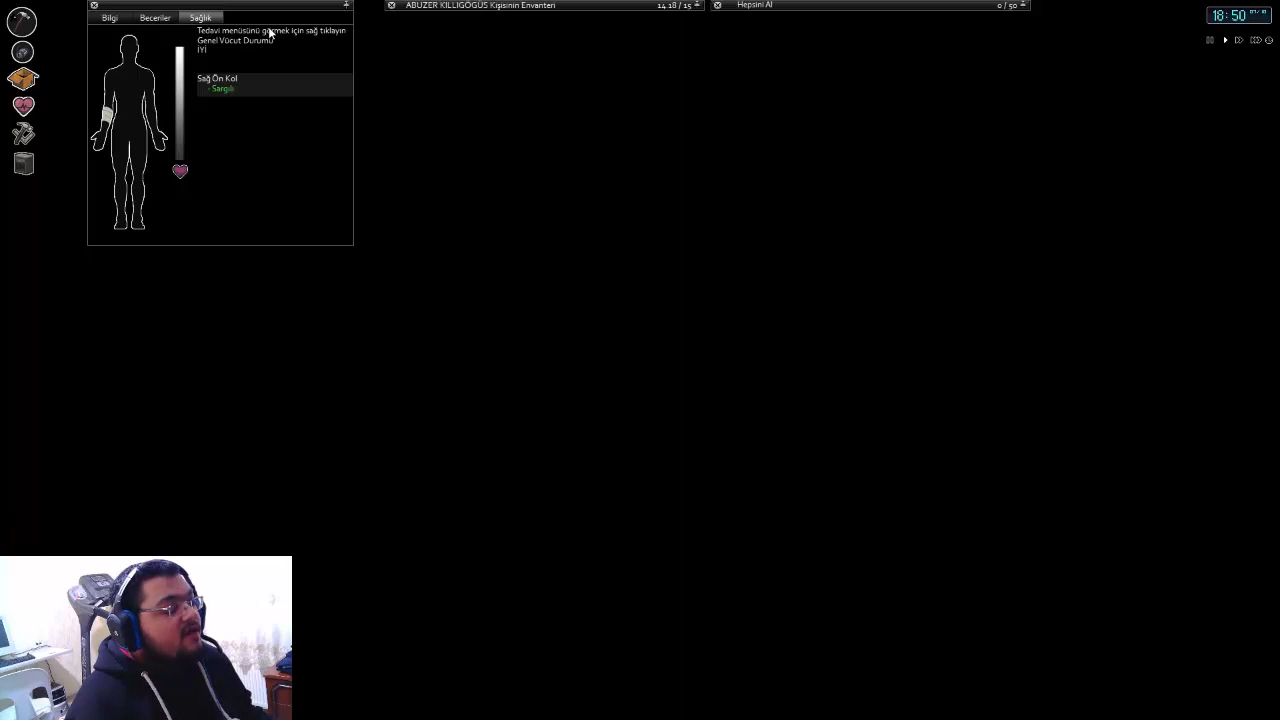 Bilgi Beceriler Sağlık
Tedavi menüsünü görmek için sağ tıklayın
Genel Vücut Durumu
İYİ
Sağ Ön Kol
- Sargılı
ABUZER KILLIGÖGÜS Kişisinin Envanteri 14.18 / 15
Hepsini Al 0 / 50
18:50